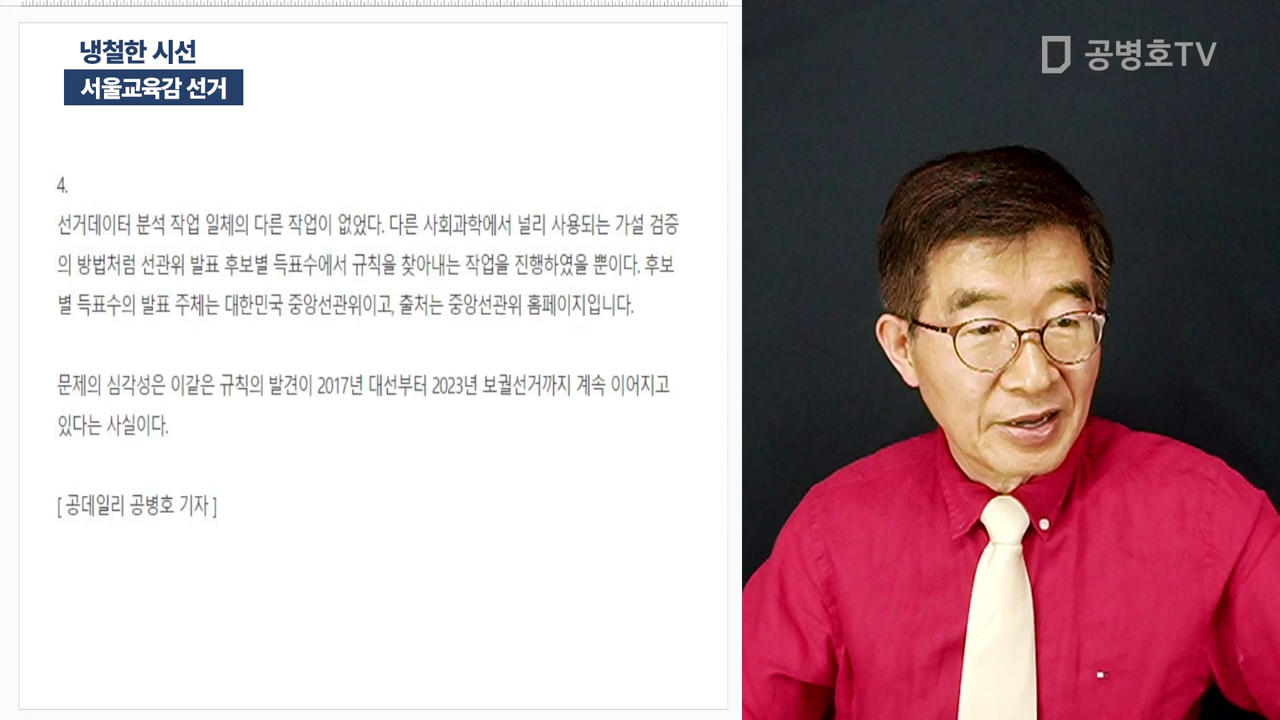 냉철한 시선
서울교육감 선거
공병호TV
4.
선거데이터 분석 작업 일체의 다른 작업이 없었다. 다른 사회과학에서 널리 사용되는 가설 검증
의 방법처럼 선관위 발표 후보별 득표수에서 규칙을 찾아내는 작업을 진행하였을 뿐이다. 후보
별 득표수의 발표 주체는 대한민국 중앙선관위이고, 출처는 중앙선관위 홈페이지입니다.
문제의 심각성은 이같은 규칙의 발견이 2017년 대선부터 2023년 보궐선거까지 계속 이어지고
있다는 사실이다.
[ 공데일리 공병호 기자 ]